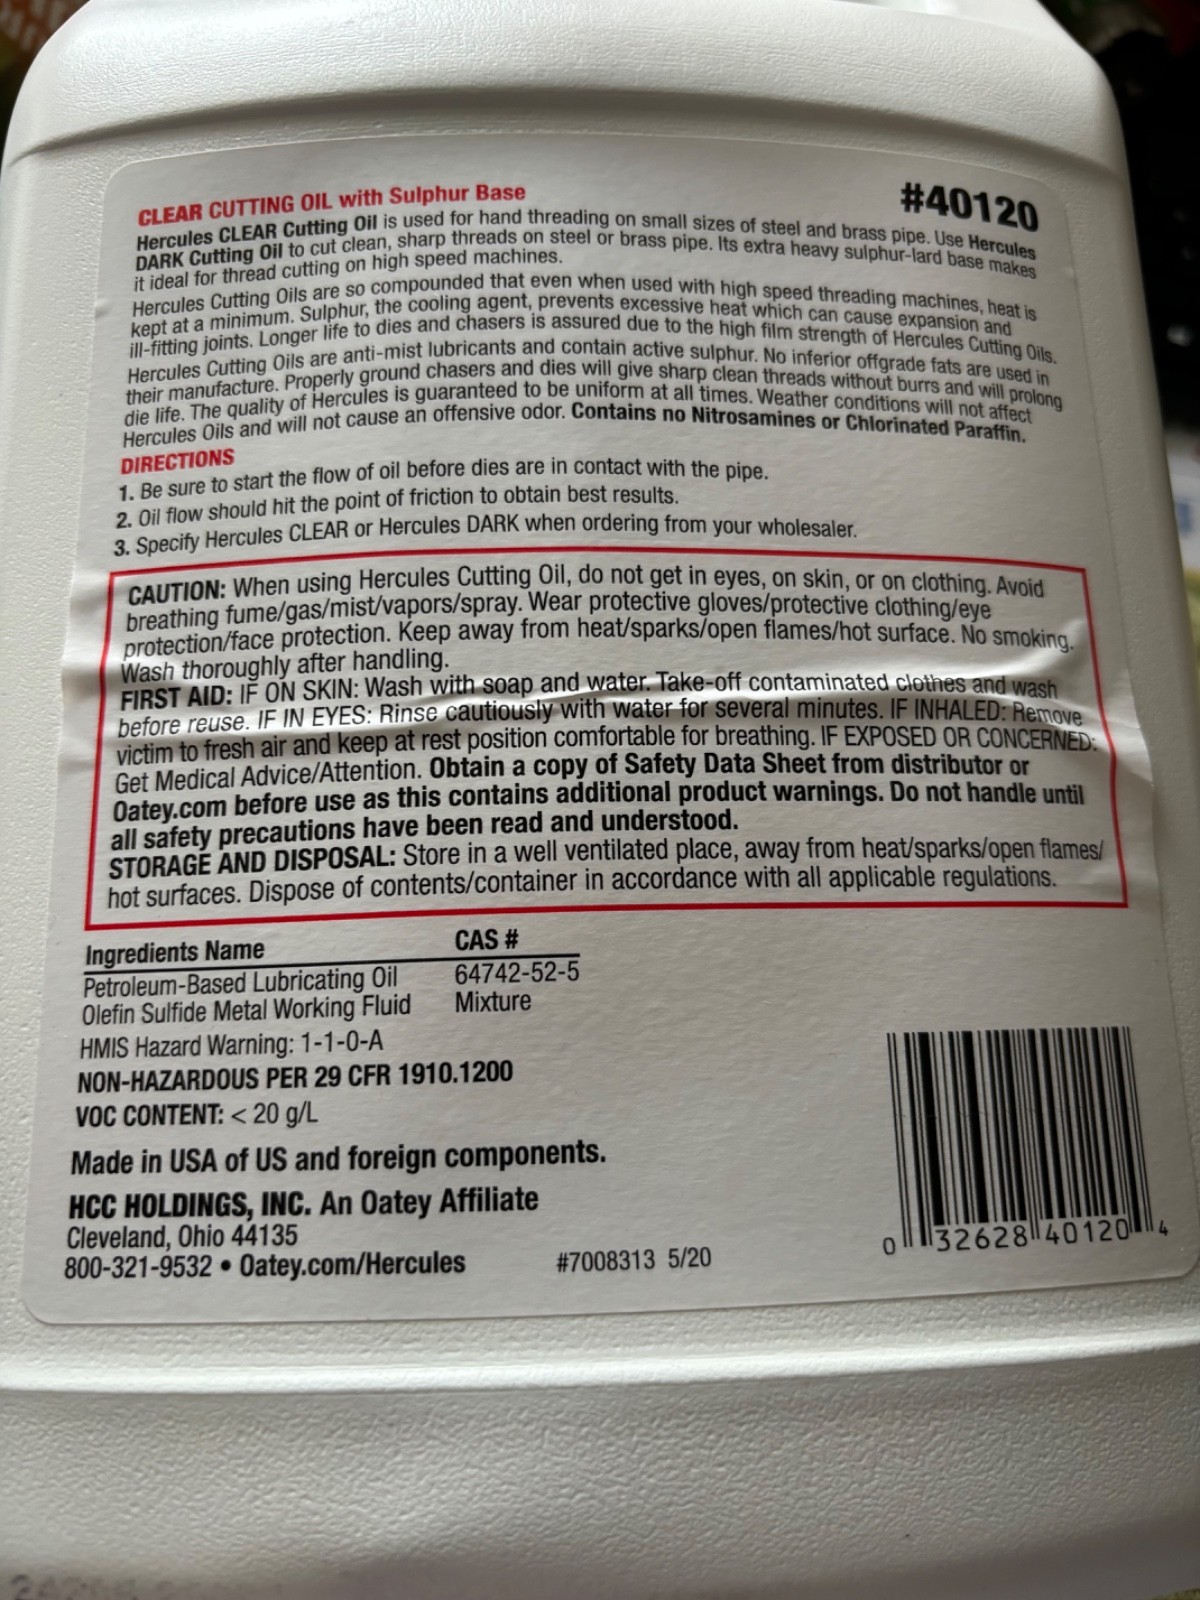 CLEAR CUTTING OIL with Sulphur Base
#40120
Hercules CLEAR Cutting Oil is used for hand threading on small sizes of steel and brass pipe. Use Hercules
DARK Cutting Oil to cut clean, sharp threads on steel or brass pipe. Its extra heavy sulphur-lard base makes
it ideal for thread cutting on high speed machines.
Hercules Cutting Oils are so compounded that even when used with high speed threading machines, heat is
kept at a minimum. Sulphur, the cooling agent, prevents excessive heat which can cause expansion and
ill-fitting joints. Longer life to dies and chasers is assured due to the high film strength of Hercules Cutting Oils.
Hercules Cutting Oils are anti-mist lubricants and contain active sulphur. No inferior offgrade fats are used in
their manufacture. Properly ground chasers and dies will give sharp clean threads without burrs and will prolong
die life. The quality of Hercules is guaranteed to be uniform at all times. Weather conditions will not affect
Hercules Oils and will not cause an offensive odor. Contains no Nitrosamines or Chlorinated Paraffin.
DIRECTIONS
1. Be sure to start the flow of oil before dies are in contact with the pipe.
2. Oil flow should hit the point of friction to obtain best results.
3. Specify Hercules CLEAR or Hercules DARK when ordering from your wholesaler.
CAUTION: When using Hercules Cutting Oil, do not get in eyes, on skin, or on clothing. Avoid
breathing fume/gas/mist/vapors/spray. Wear protective gloves/protective clothing/eye
protection/face protection. Keep away from heat/sparks/open flames/hot surface. No smoking.
Wash thoroughly after handling.
FIRST AID: IF ON SKIN: Wash with soap and water. Take-off contaminated clothes and wash
before reuse. IF IN EYES: Rinse cautiously with water for several minutes. IF INHALED: Remove
victim to fresh air and keep at rest position comfortable for breathing. IF EXPOSED OR CONCERNED:
Get Medical Advice/Attention. Obtain a copy of Safety Data Sheet from distributor or
Oatey.com before use as this contains additional product warnings. Do not handle until
all safety precautions have been read and understood.
STORAGE AND DISPOSAL: Store in a well ventilated place, away from heat/sparks/open flames/
hot surfaces. Dispose of contents/container in accordance with all applicable regulations.
Ingredients Name CAS #
Petroleum-Based Lubricating Oil 64742-52-5
Olefin Sulfide Metal Working Fluid Mixture
HMIS Hazard Warning: 1-1-0-A
NON-HAZARDOUS PER 29 CFR 1910.1200
VOC CONTENT: < 20 g/L
Made in USA of US and foreign components.
HCC HOLDINGS, INC. An Oatey Affiliate
Cleveland, Ohio 44135
800-321-9532 • Oatey.com/Hercules #7008313 5/20
0 32628 40120 4